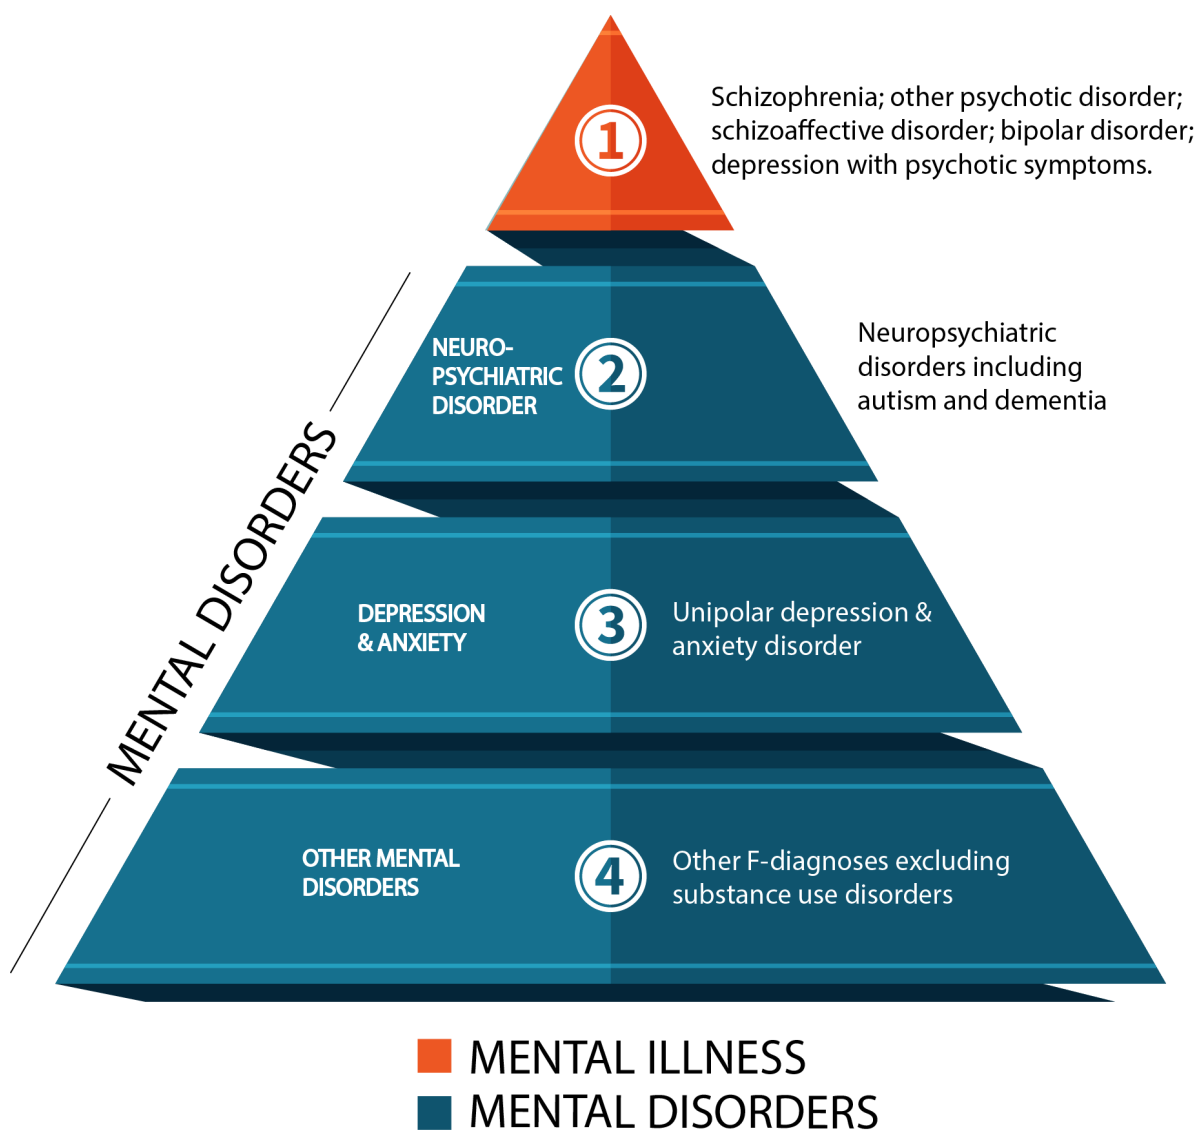 1
Schizophrenia; other psychotic disorder;
schizoaffective disorder; bipolar disorder;
depression with psychotic symptoms.
MENTAL DISORDERS
NEURO-
PSYCHIATRIC
DISORDER
2
Neuropsychiatric
disorders including
autism and dementia
DEPRESSION
& ANXIETY
3
Unipolar depression &
anxiety disorder
OTHER MENTAL
DISORDERS
4
Other F-diagnoses excluding
substance use disorders
MENTAL ILLNESS
MENTAL DISORDERS